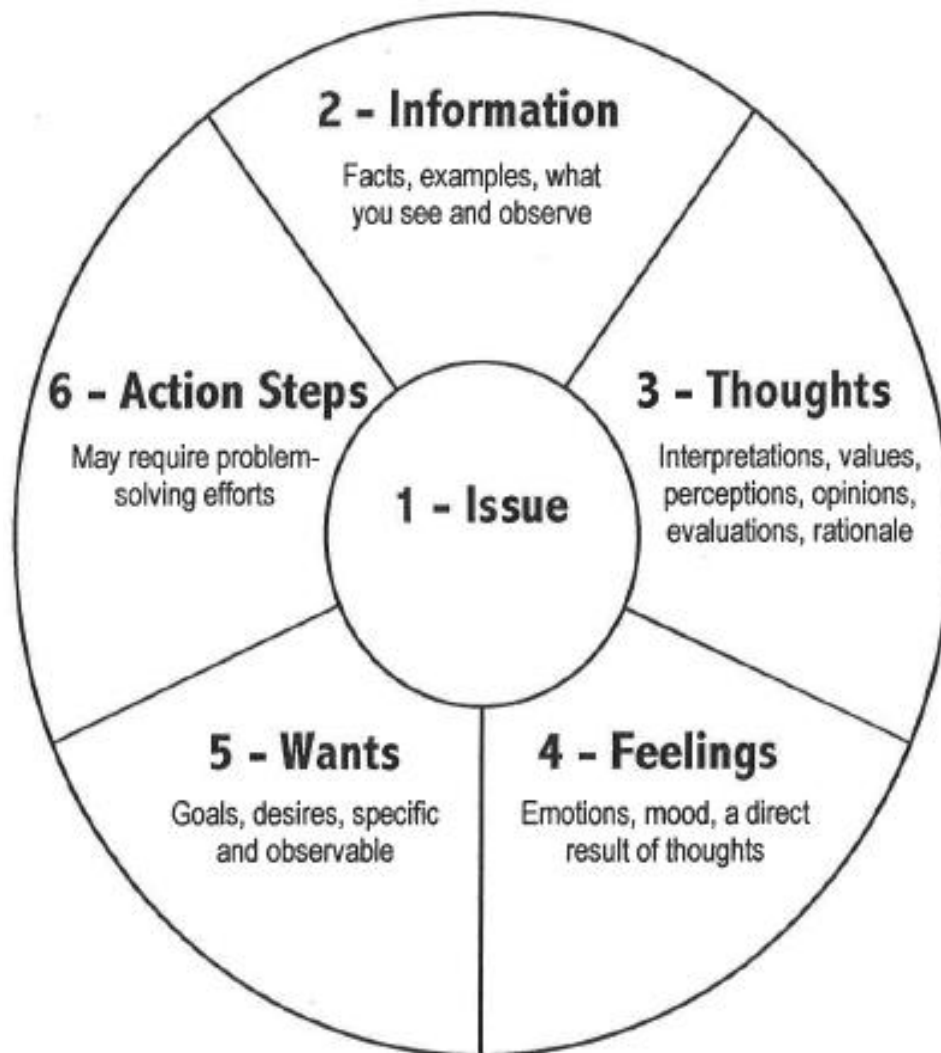 1 - Issue
2 - Information
Facts, examples, what
you see and observe
3 - Thoughts
Interpretations, values,
perceptions, opinions,
evaluations, rationale
4 - Feelings
Emotions, mood, a direct
result of thoughts
5 - Wants
Goals, desires, specific
and observable
6 - Action Steps
May require problem-
solving efforts